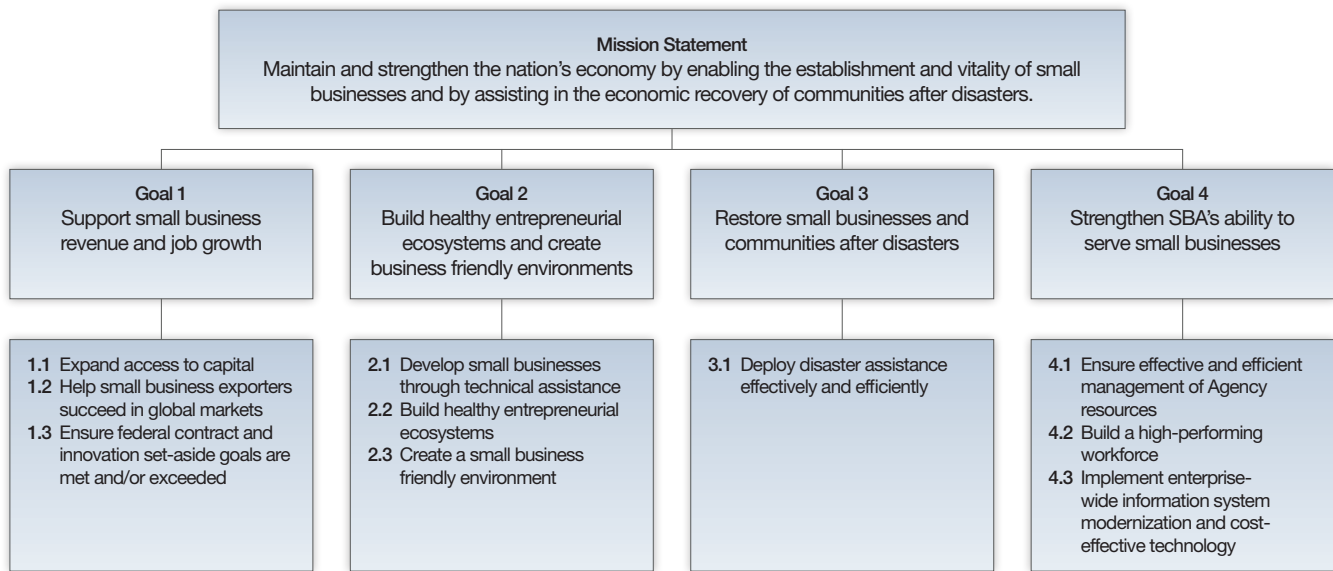 Mission Statement
Maintain and strengthen the nation’s economy by enabling the establishment and vitality of small
businesses and by assisting in the economic recovery of communities after disasters.
Goal 1
Support small business
revenue and job growth
Goal 2
Build healthy entrepreneurial
ecosystems and create
business friendly environments
Goal 3
Restore small businesses and
communities after disasters
Goal 4
Strengthen SBA’s ability to
serve small businesses
1.1 Expand access to capital
1.2 Help small business exporters
succeed in global markets
1.3 Ensure federal contract and
innovation set-aside goals are
met and/or exceeded
2.1 Develop small businesses
through technical assistance
2.2 Build healthy entrepreneurial
ecosystems
2.3 Create a small business
friendly environment
3.1 Deploy disaster assistance
effectively and efficiently
4.1 Ensure effective and efficient
management of Agency
resources
4.2 Build a high-performing
workforce
4.3 Implement enterprise-
wide information system
modernization and cost-
effective technology